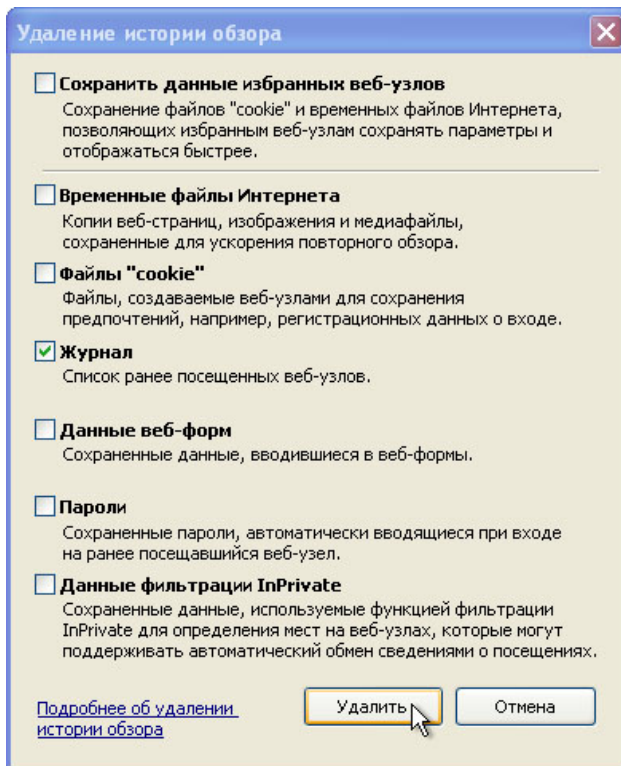 Удаление истории обзора
Сохранить данные избранных веб-узлов
Сохранение файлов "cookie" и временных файлов Интернета,
позволяющих избранным веб-узлам сохранять параметры и
отображаться быстрее.
Временные файлы Интернета
Копии веб-страниц, изображения и медиафайлы,
сохраненные для ускорения повторного обзора.
Файлы "cookie"
Файлы, создаваемые веб-узлами для сохранения
предпочтений, например, регистрационных данных о входе.
Журнал
Список ранее посещенных веб-узлов.
Данные веб-форм
Сохраненные данные, вводившиеся в веб-формы.
Пароли
Сохраненные пароли, автоматически вводящиеся при входе
на ранее посещавшийся веб-узел.
Данные фильтрации InPrivate
Сохраненные данные, используемые функцией фильтрации
InPrivate для определения мест на веб-узлах, которые могут
поддерживать автоматический обмен сведениями о посещениях.
Подробнее об удалении
истории обзора
Удалить
Отмена